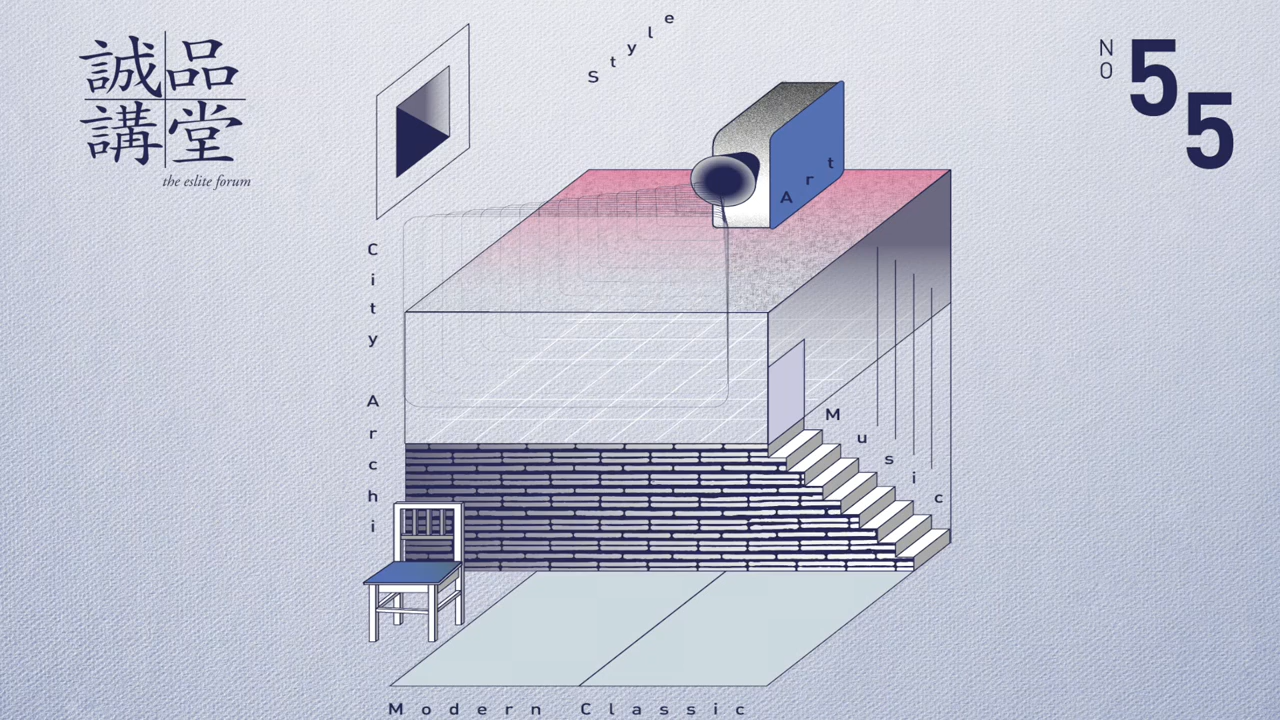 誠品
講堂
the eslite forum
Style
NO 55
Art
City Archi
Music
Modern Classic